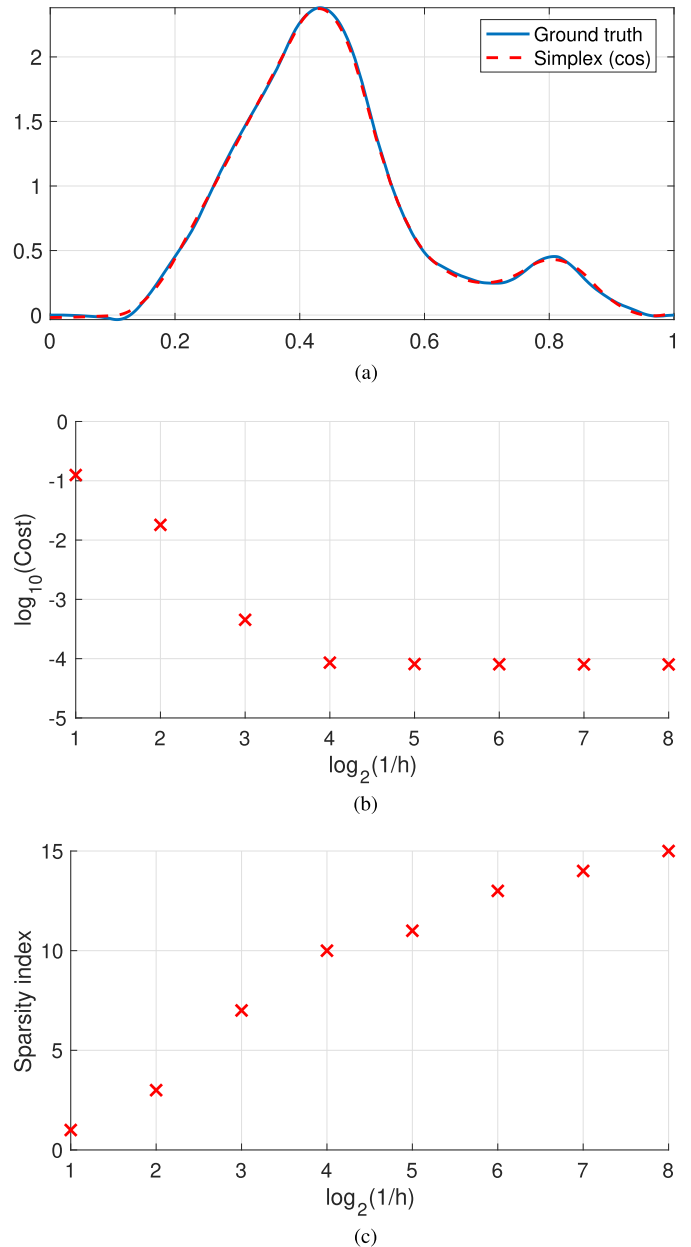 2
1
0.5
0
0 0.2 0.4 0.6 0.8 1
Ground truth
Simplex (cos)
(a)
0
-1
-2
-3
-4
-5
log10(Cost)
1 2 3 4 5 6 7 8
log2(1/h)
(b)
15
10
5
0
Sparsity index
1 2 3 4 5 6 7 8
log2(1/h)
(c)